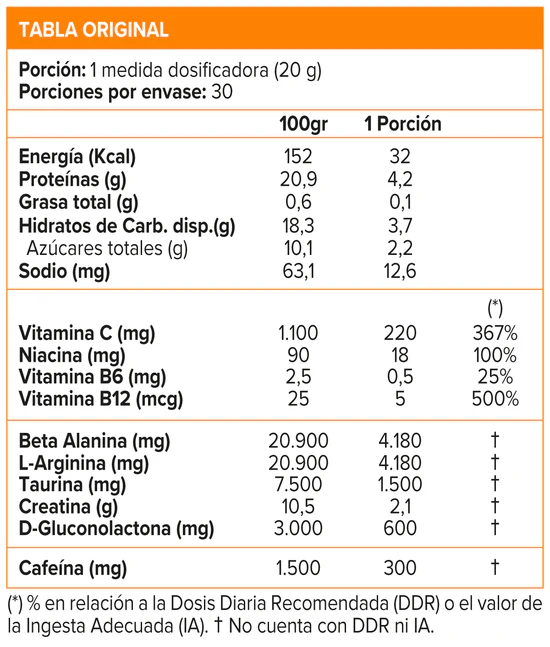 TABLA ORIGINAL
Porción: 1 medida dosificadora (20 g)
Porciones por envase: 30
100gr 1 Porción
Energía (Kcal) 152 32
Proteínas (g) 20,9 4,2
Grasa total (g) 0,6 0,1
Hidratos de Carb. disp.(g) 18,3 3,7
Azúcares totales (g) 10,1 2,2
Sodio (mg) 63,1 12,6
(*)
Vitamina C (mg) 1.100 220 367%
Niacina (mg) 90 18 100%
Vitamina B6 (mg) 2,5 0,5 25%
Vitamina B12 (mcg) 25 5 500%
Beta Alanina (mg) 20.900 4.180 †
L-Arginina (mg) 20.900 4.180 †
Taurina (mg) 7.500 1.500 †
Creatina (g) 10,5 2,1 †
D-Gluconolactona (mg) 3.000 600 †
Cafeína (mg) 1.500 300 †
(*) % en relación a la Dosis Diaria Recomendada (DDR) o el valor de
la Ingesta Adecuada (IA). † No cuenta con DDR ni IA.